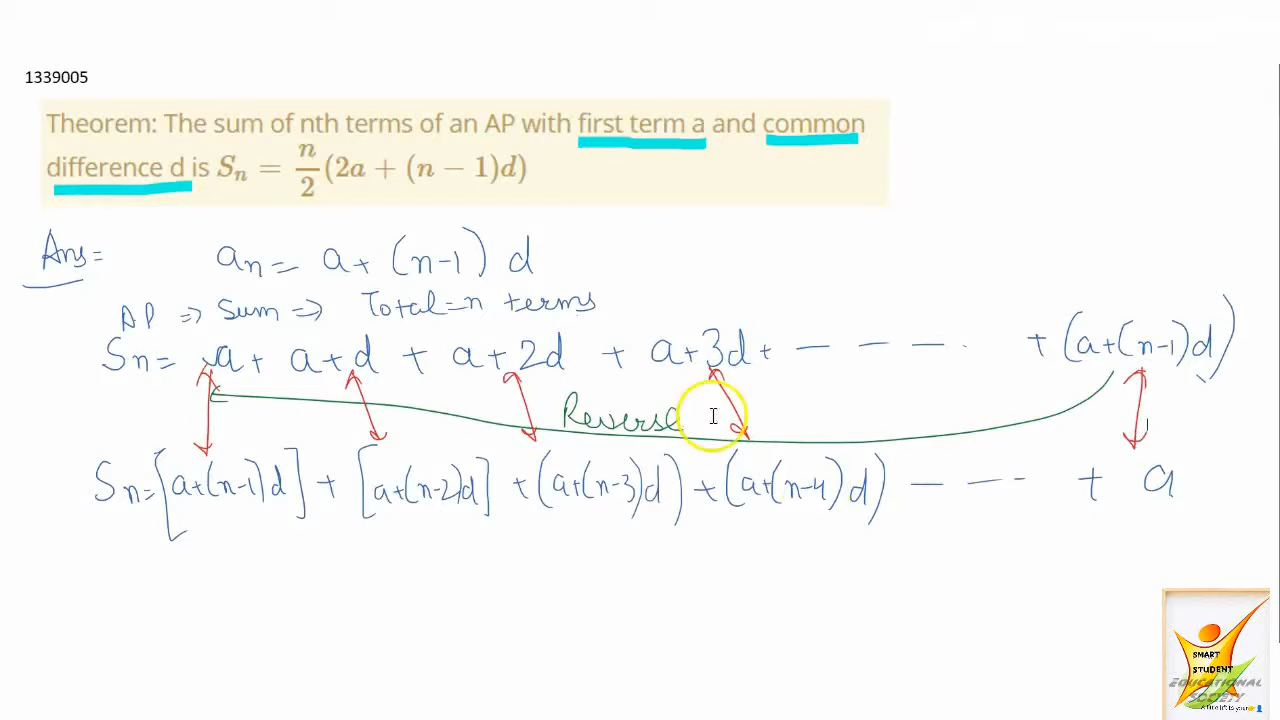 1339005
Theorem: The sum of nth terms of an AP with first term a and common
difference d is Sn = n/2 (2a + (n − 1)d)
Ans = an = a + (n-1) d
AP => Sum => Total = n terms
Sn = a + a+d + a+2d + a+3d + - - - - . + (a+(n-1)d)
Reverse
Sn = [a+(n-1)d] + [a+(n-2)d] + (a+(n-3)d) + (a+(n-4)d) - - - - + a
SMART
STUDENT
EDUCATIONAL
SOCIETY